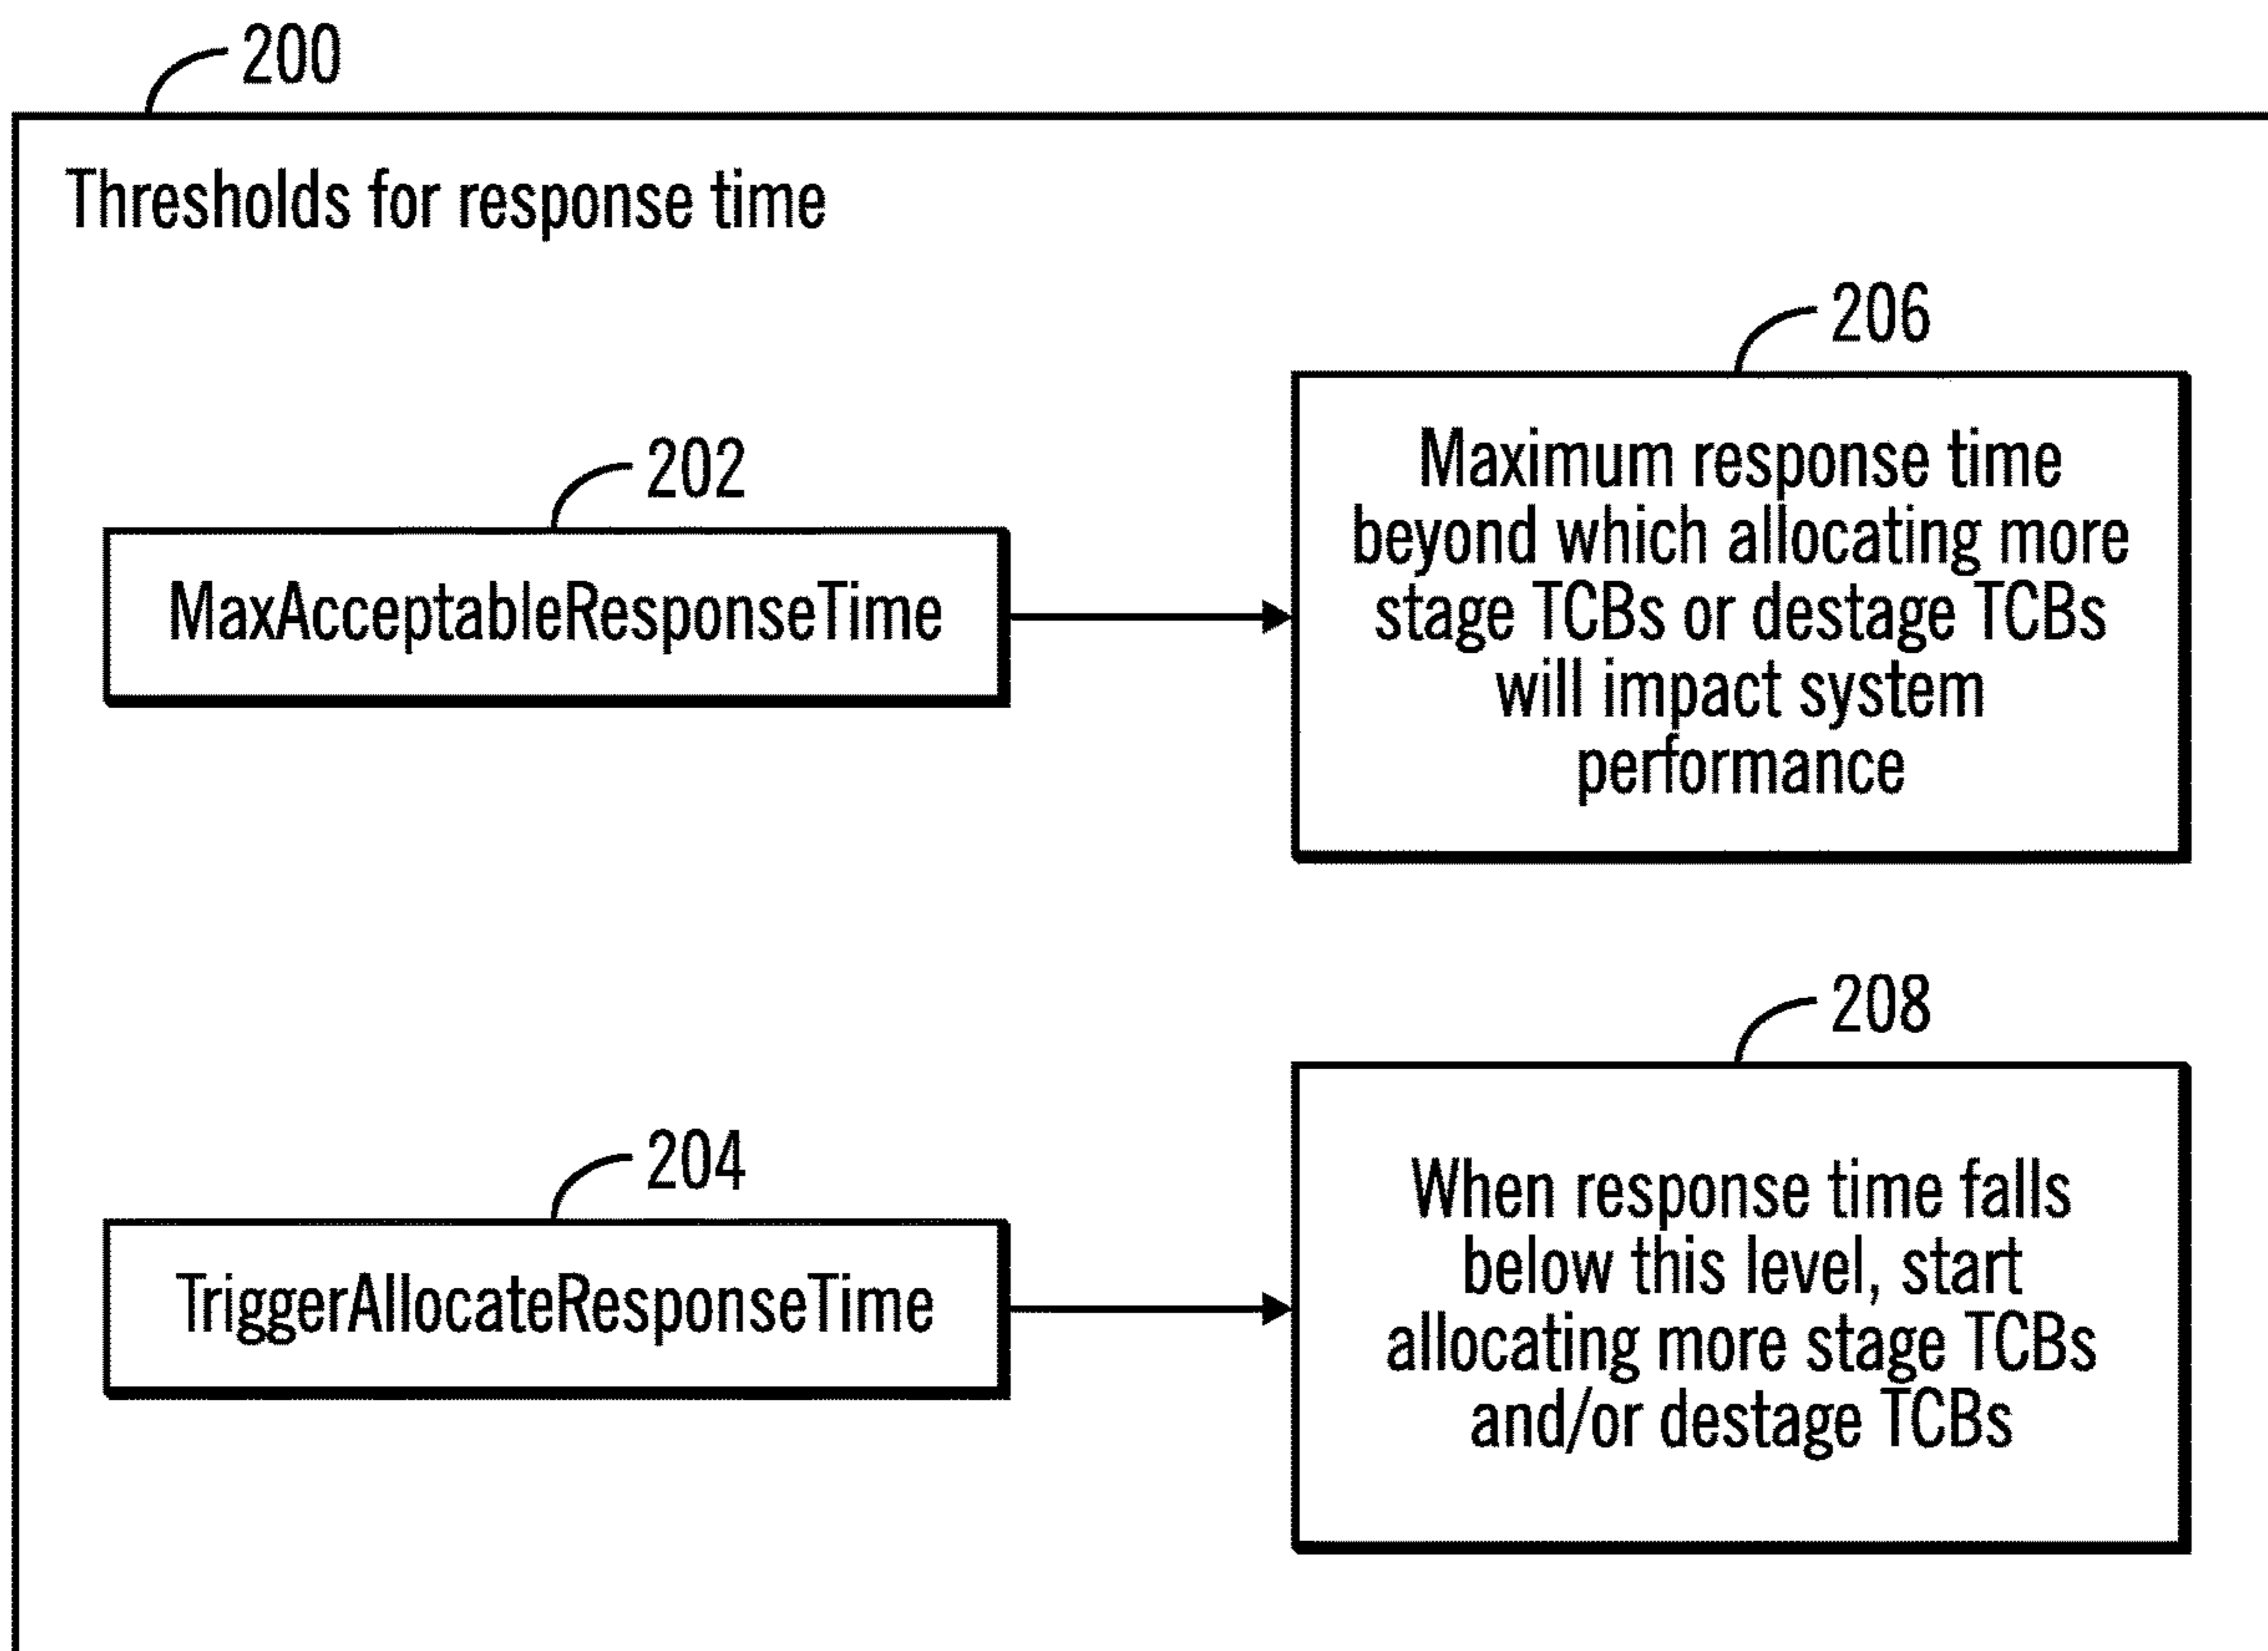 200
Thresholds for response time
206
202
Maximum response time
beyond which allocating more
MaxAcceptableResponseTime
stage TCBs or destage TCBs
will impact system
performance
208
204
When response time falls
below this level, start
TriggerAllocateResponseTime
allocating more stage TCBs
and/or destage TCBs